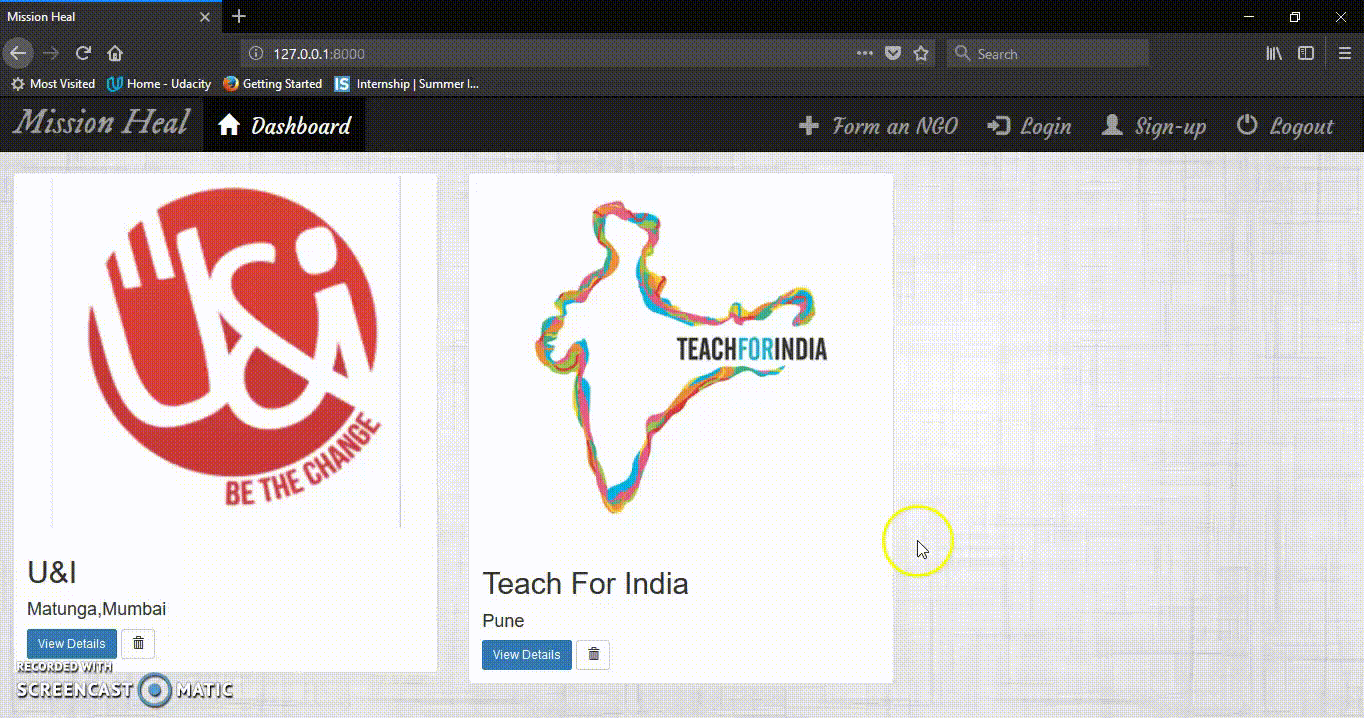 Mission Heal
127.0.0.1:8000
Search
Most Visited Home - Udacity Getting Started IS Internship | Summer I...
Mission Heal Dashboard Form an NGO Login Sign-up Logout
U&i
BE THE CHANGE
TEACHFORINDIA
U&I
Matunga,Mumbai
View Details
Teach For India
Pune
View Details
RECORDED WITH
SCREENCAST MATIC